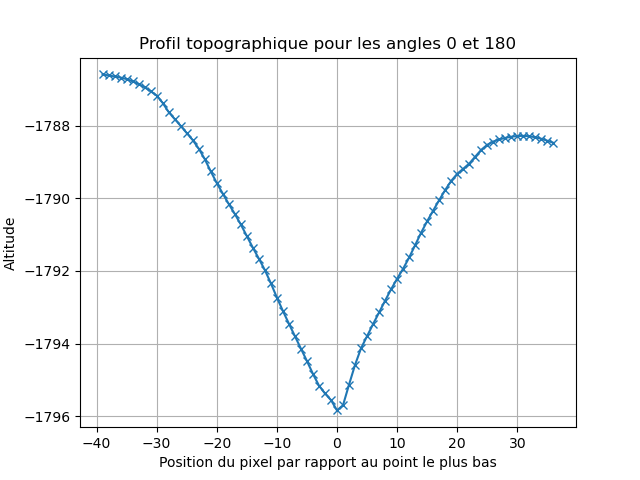 Profil topographique pour les angles 0 et 180
−1788
−1790
−1792
−1794
−1796
Altitude
−40 −30 −20 −10 0 10 20 30
Position du pixel par rapport au point le plus bas